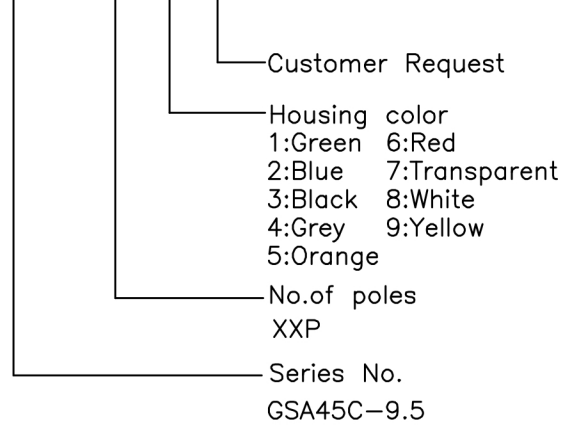 Customer Request
Housing color
1:Green 6:Red
2:Blue 7:Transparent
3:Black 8:White
4:Grey 9:Yellow
5:Orange
No.of poles
XXP
Series No.
GSA45C-9.5